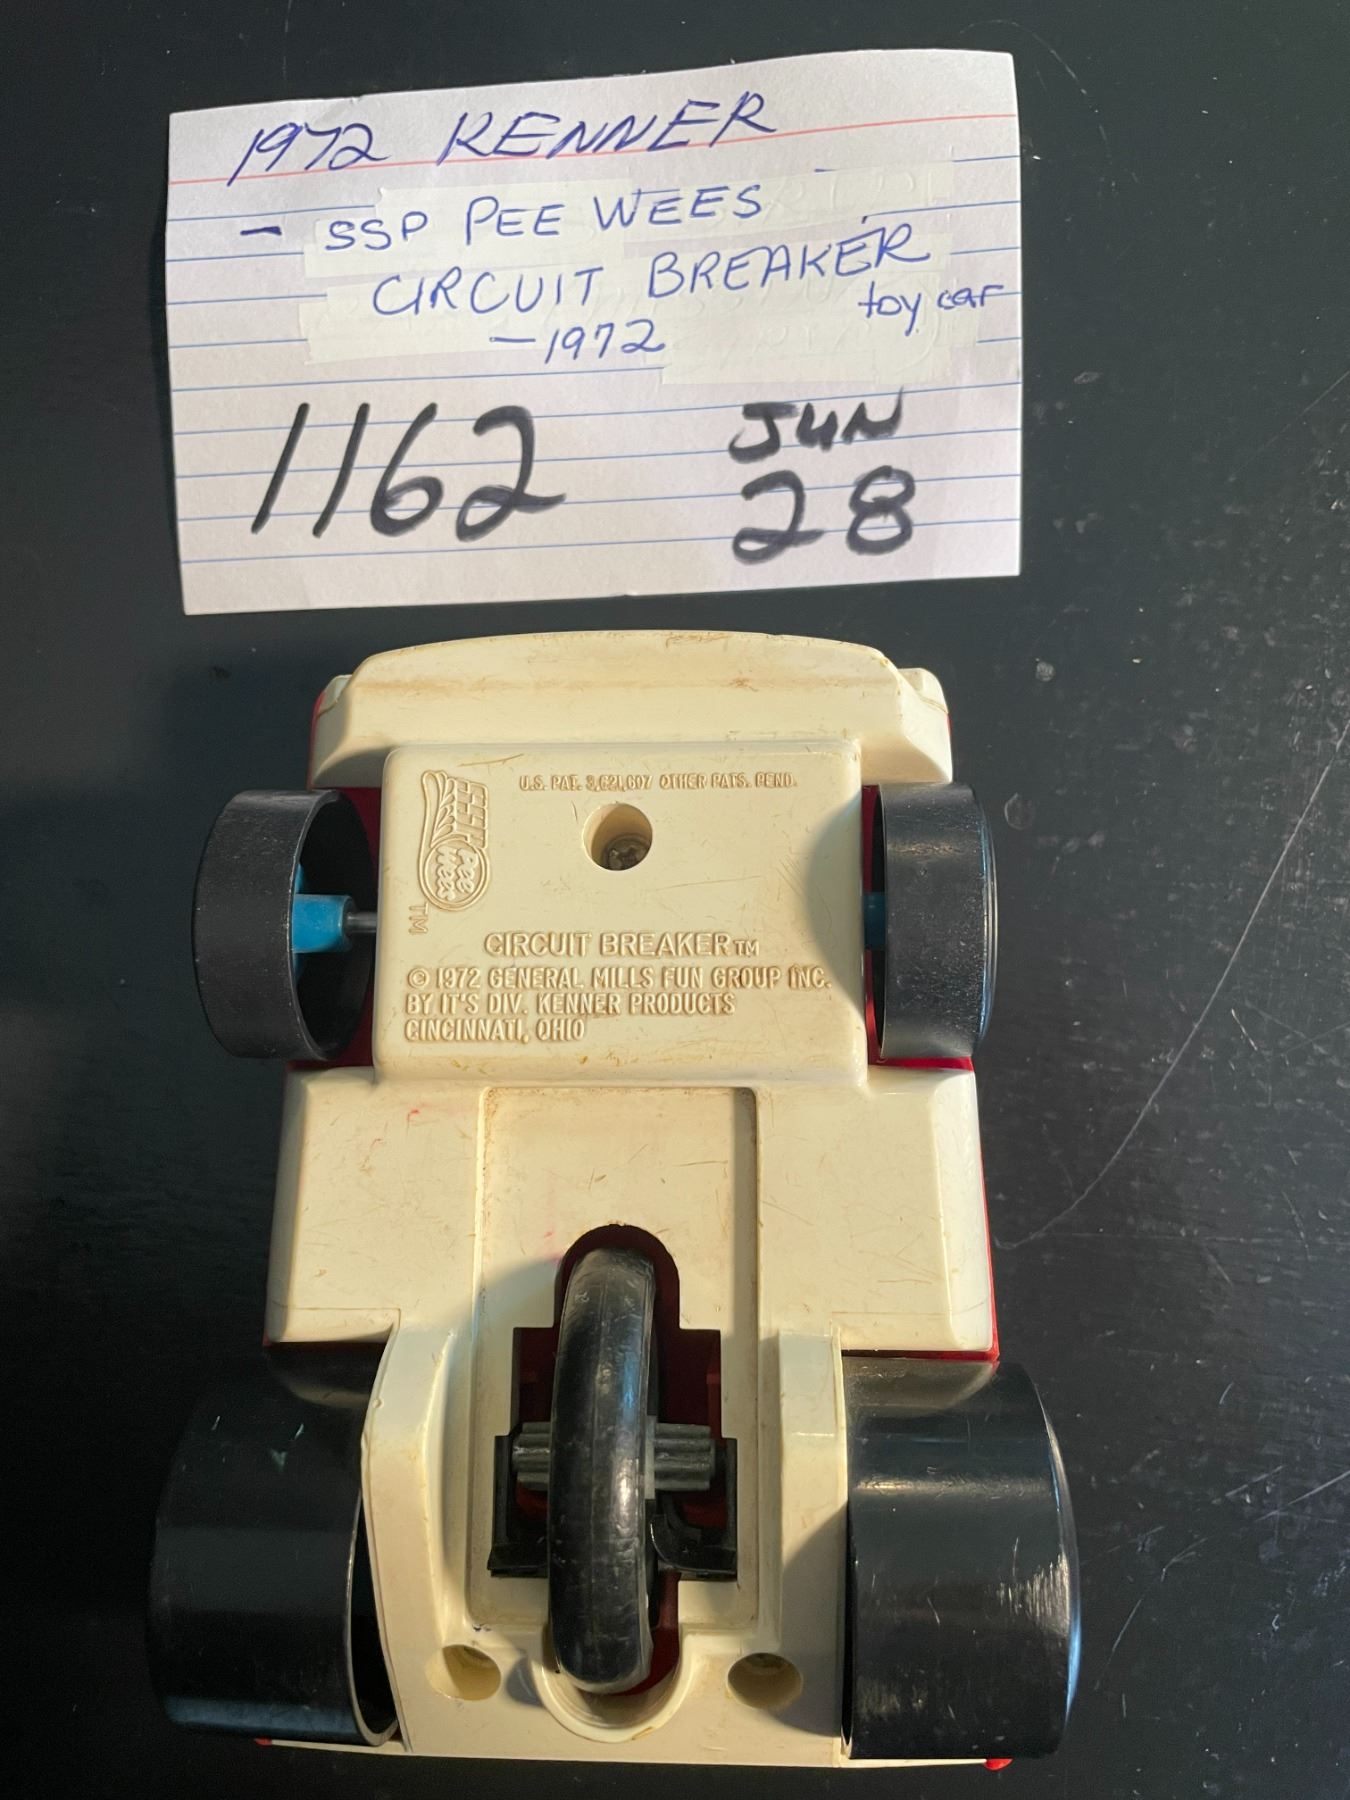 1972 KENNER
- SSP PEE WEES
CIRCUIT BREAKER
toy car
-1972
1162
JUN
28
U.S. PAT. 3,621,607 OTHER PATS. PEND.
SSP
Pee
Wees
TM
CIRCUIT BREAKER TM
© 1972 GENERAL MILLS FUN GROUP INC.
BY IT'S DIV. KENNER PRODUCTS
CINCINNATI, OHIO